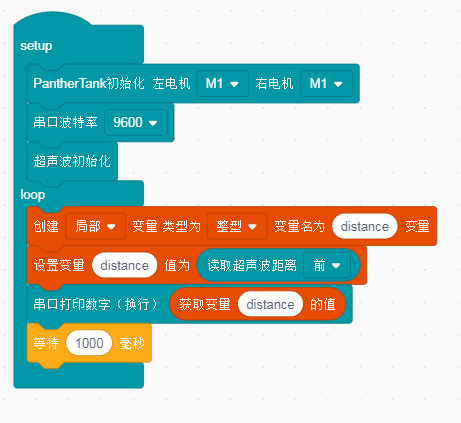 setup
PantherTank初始化 左电机 M1 右电机 M1
串口波特率 9600
超声波初始化
loop
创建 局部 变量 类型为 整型 变量名为 distance 变量
设置变量 distance 值为 读取超声波距离 前
串口打印数字（换行） 获取变量 distance 的值
等待 1000 毫秒